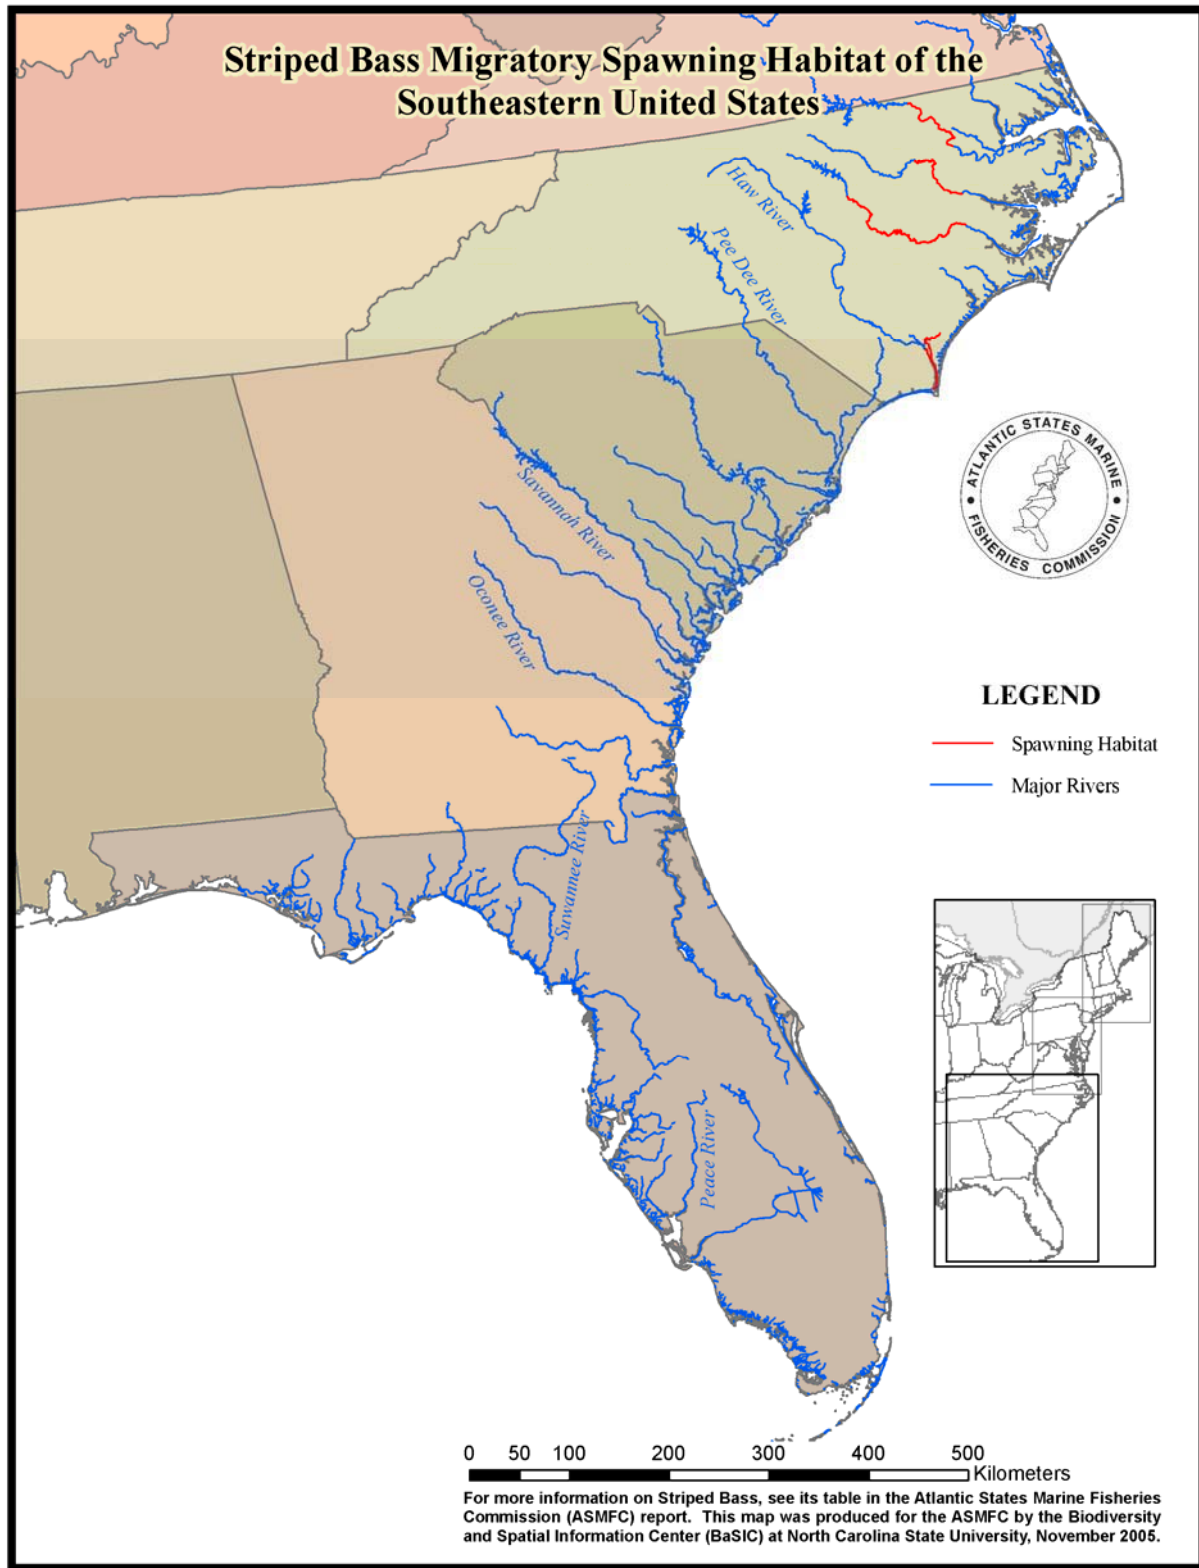 Striped Bass Migratory Spawning Habitat of the
Southeastern United States
Haw River
Pee Dee River
Savannah River
Oconee River
Suwannee River
Peace River
ATLANTIC STATES MARINE
FISHERIES COMMISSION
LEGEND
Spawning Habitat
Major Rivers
0 50 100 200 300 400 500
Kilometers
For more information on Striped Bass, see its table in the Atlantic States Marine Fisheries
Commission (ASMFC) report. This map was produced for the ASMFC by the Biodiversity
and Spatial Information Center (BaSIC) at North Carolina State University, November 2005.